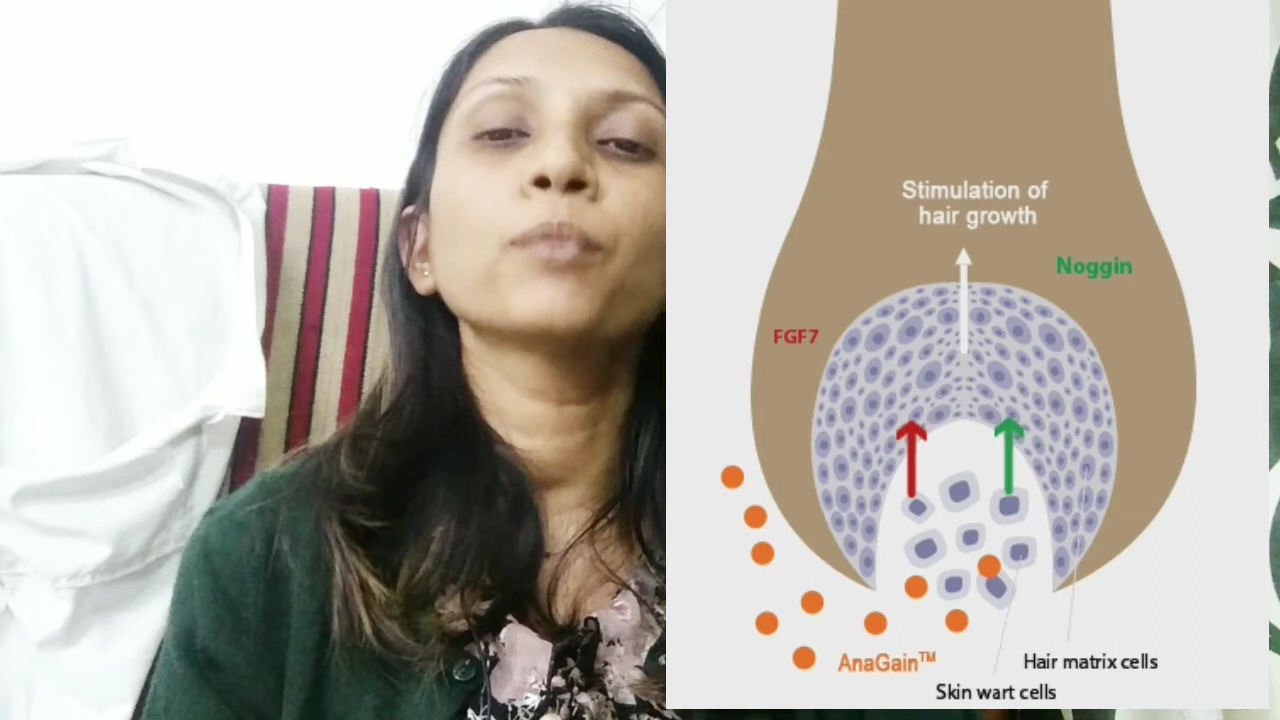 Stimulation of
hair growth
Noggin
FGF7
AnaGain™
Hair matrix cells
Skin wart cells